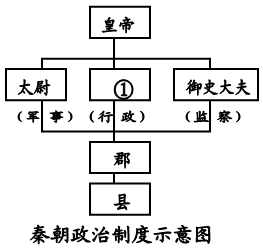 皇帝
太尉 ① 御史大夫
（军 事） （行 政） （监 察）
郡
县
秦朝政治制度示意图